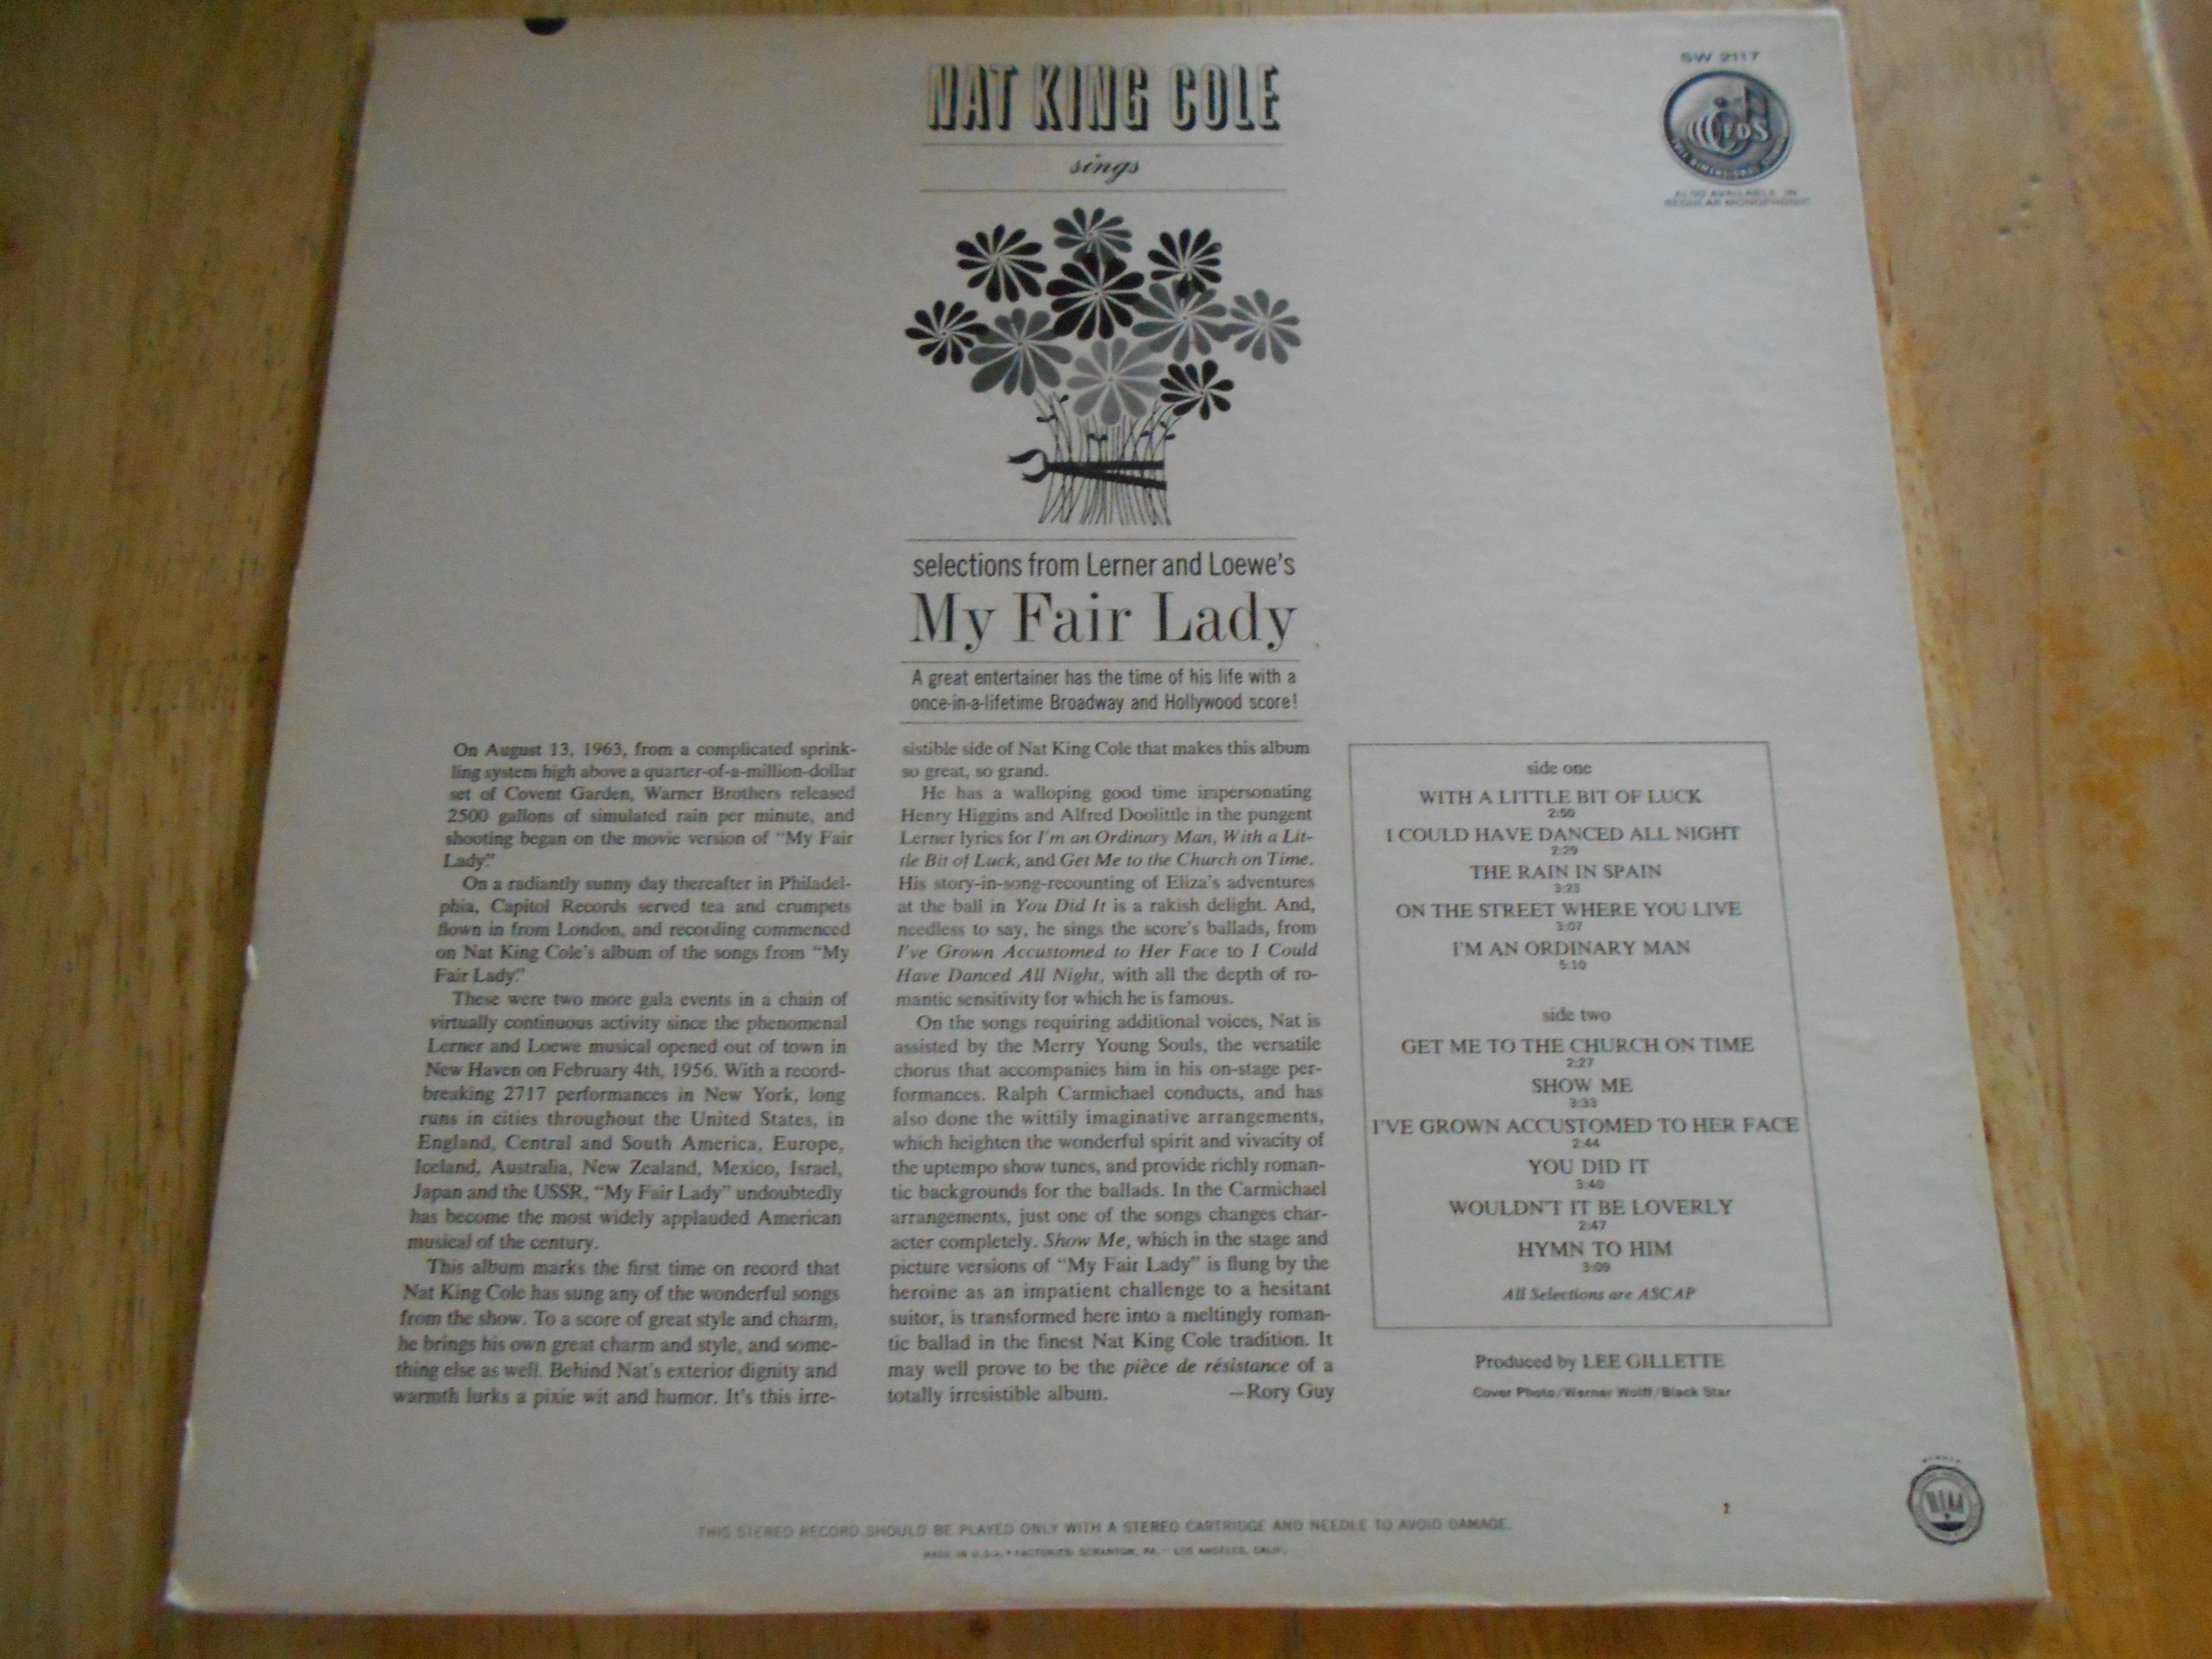 NAT KING COLE
sings
SW 2117
FDS
FULL DIMENSIONAL
ALSO AVAILABLE IN
REGULAR MONOPHONIC
selections from Lerner and Loewe's
My Fair Lady
A great entertainer has the time of his life with a
once-in-a-lifetime Broadway and Hollywood score!
On August 13, 1963, from a complicated sprink-
ling system high above a quarter-of-a-million-dollar
set of Covent Garden, Warner Brothers released
2500 gallons of simulated rain per minute, and
shooting began on the movie version of "My Fair
Lady."
On a radiantly sunny day thereafter in Philadel-
phia, Capitol Records served tea and crumpets
flown in from London, and recording commenced
on Nat King Cole's album of the songs from "My
Fair Lady."
These were two more gala events in a chain of
virtually continuous activity since the phenomenal
Lerner and Loewe musical opened out of town in
New Haven on February 4th, 1956. With a record-
breaking 2717 performances in New York, long
runs in cities throughout the United States, in
England, Central and South America, Europe,
Iceland, Australia, New Zealand, Mexico, Israel,
Japan and the USSR, "My Fair Lady" undoubtedly
has become the most widely applauded American
musical of the century.
This album marks the first time on record that
Nat King Cole has sung any of the wonderful songs
from the show. To a score of great style and charm,
he brings his own great charm and style, and some-
thing else as well. Behind Nat's exterior dignity and
warmth lurks a pixie wit and humor. It's this irre-
sistible side of Nat King Cole that makes this album
so great, so grand.
He has a walloping good time impersonating
Henry Higgins and Alfred Doolittle in the pungent
Lerner lyrics for I'm an Ordinary Man, With a Lit-
tle Bit of Luck, and Get Me to the Church on Time.
His story-in-song-recounting of Eliza's adventures
at the ball in You Did It is a rakish delight. And,
needless to say, he sings the score's ballads, from
I've Grown Accustomed to Her Face to I Could
Have Danced All Night, with all the depth of ro-
mantic sensitivity for which he is famous.
On the songs requiring additional voices, Nat is
assisted by the Merry Young Souls, the versatile
chorus that accompanies him in his on-stage per-
formances. Ralph Carmichael conducts, and has
also done the wittily imaginative arrangements,
which heighten the wonderful spirit and vivacity of
the uptempo show tunes, and provide richly roman-
tic backgrounds for the ballads. In the Carmichael
arrangements, just one of the songs changes char-
acter completely. Show Me, which in the stage and
picture versions of "My Fair Lady" is flung by the
heroine as an impatient challenge to a hesitant
suitor, is transformed here into a meltingly roman-
tic ballad in the finest Nat King Cole tradition. It
may well prove to be the pièce de résistance of a
totally irresistible album. —Rory Guy
side one
WITH A LITTLE BIT OF LUCK
2:50
I COULD HAVE DANCED ALL NIGHT
2:29
THE RAIN IN SPAIN
3:23
ON THE STREET WHERE YOU LIVE
3:07
I'M AN ORDINARY MAN
5:10
side two
GET ME TO THE CHURCH ON TIME
2:27
SHOW ME
3:33
I'VE GROWN ACCUSTOMED TO HER FACE
2:44
YOU DID IT
3:40
WOULDN'T IT BE LOVERLY
2:47
HYMN TO HIM
3:09
All Selections are ASCAP
Produced by LEE GILLETTE
Cover Photo/Werner Wolff/Black Star
2
THIS STEREO RECORD SHOULD BE PLAYED ONLY WITH A STEREO CARTRIDGE AND NEEDLE TO AVOID DAMAGE.
MADE IN U.S.A. • FACTORIES: SCRANTON, PA. – LOS ANGELES, CALIF.